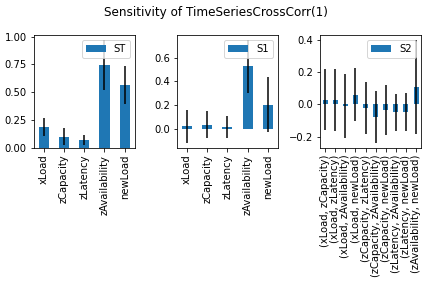 Sensitivity of TimeSeriesCrossCorr(1)
1.00
0.75
0.50
0.25
0.00
ST
xLoad
zCapacity
zLatency
zAvailability
newLoad
0.6
0.4
0.2
0.0
S1
xLoad
zCapacity
zLatency
zAvailability
newLoad
0.4
0.2
0.0
−0.2
S2
(xLoad, zCapacity)
(xLoad, zLatency)
(xLoad, zAvailability)
(xLoad, newLoad)
(zCapacity, zLatency)
(zCapacity, zAvailability)
(zCapacity, newLoad)
(zLatency, zAvailability)
(zLatency, newLoad)
(zAvailability, newLoad)